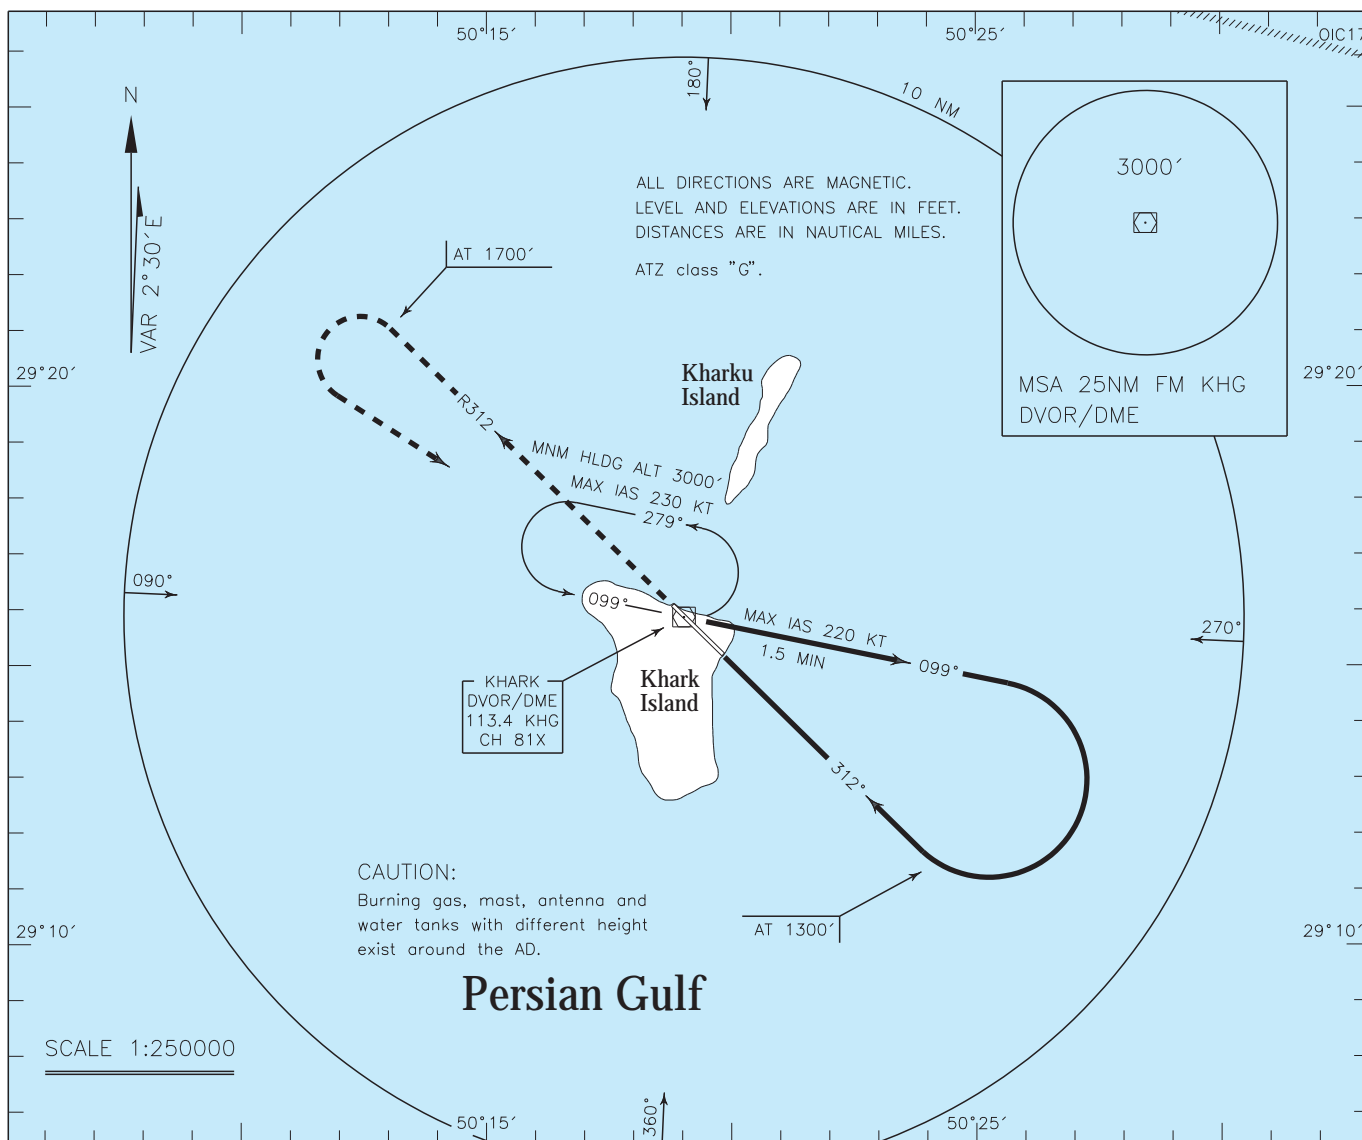 50°15′
50°25′
OIC17
180°
10 NM
N
VAR 2°30′E
3000′
MSA 25NM FM KHG
DVOR/DME
ALL DIRECTIONS ARE MAGNETIC.
LEVEL AND ELEVATIONS ARE IN FEET.
DISTANCES ARE IN NAUTICAL MILES.
ATZ class "G".
AT 1700′
29°20′
29°20′
Kharku
Island
R312
MNM HLDG ALT 3000′
MAX IAS 230 KT
279°
090°
099°
270°
MAX IAS 220 KT
1.5 MIN
099°
KHARK
DVOR/DME
113.4 KHG
CH 81X
Khark
Island
312°
CAUTION:
Burning gas, mast, antenna and
water tanks with different height
exist around the AD.
AT 1300′
29°10′
29°10′
Persian Gulf
SCALE 1:250000
50°15′
360°
50°25′